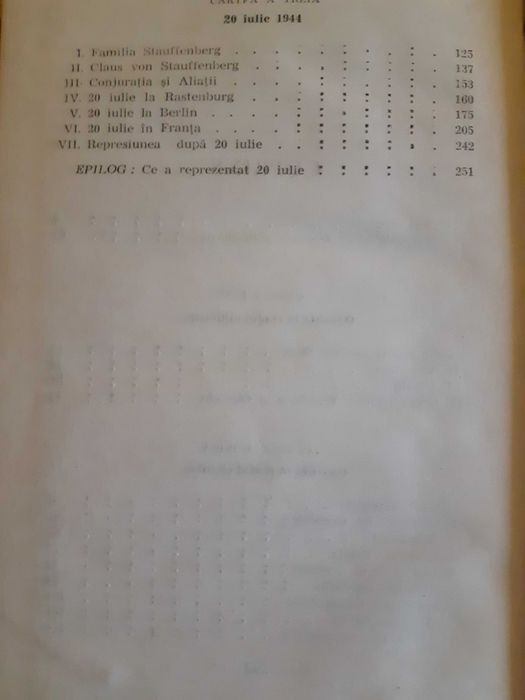 CARTEA A TREIA
20 iulie 1944
I. Familia Stauffenberg . . . . . . . . . 125
II. Claus von Stauffenberg . . . . . . . . . 137
III. Conjurația și Aliații . . . . . . . . . 153
IV. 20 iulie la Rastenburg . . . . . . . . . 160
V. 20 iulie la Berlin . . . . . . . . . 175
VI. 20 iulie în Franța . . . . . . . . . 205
VII. Represiunea după 20 iulie . . . . . . . . 242
EPILOG : Ce a reprezentat 20 iulie : : : : : . 251